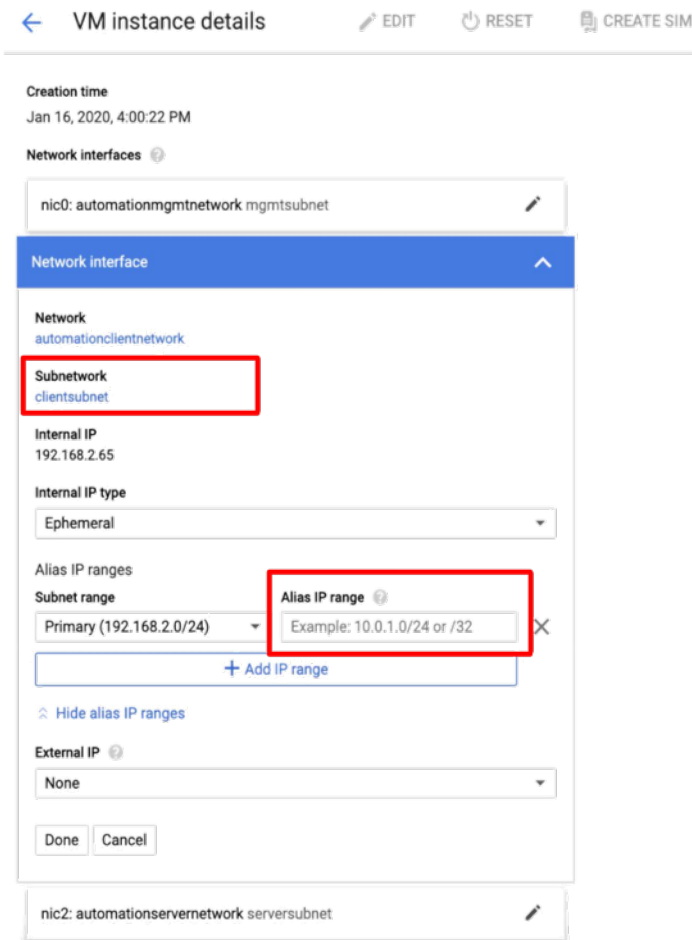 VM instance details
EDIT
RESET
CREATE SIM
Creation time
Jan 16, 2020, 4:00:22 PM
Network interfaces
nic0: automationmgmtnetwork mgmtsubnet
Network interface
Network
automationclientnetwork
Subnetwork
clientsubnet
Internal IP
192.168.2.65
Internal IP type
Ephemeral
Alias IP ranges
Subnet range
Alias IP range
Primary (192.168.2.0/24)
Example: 10.0.1.0/24 or /32
+ Add IP range
Hide alias IP ranges
External IP
None
Done
Cancel
nic2: automationservernetwork serversubnet